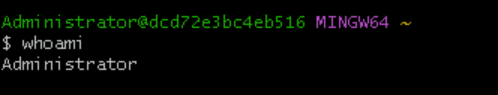 Administrator@dcd72e3bc4eb516 MINGW64 ~
$ whoami
Administrator